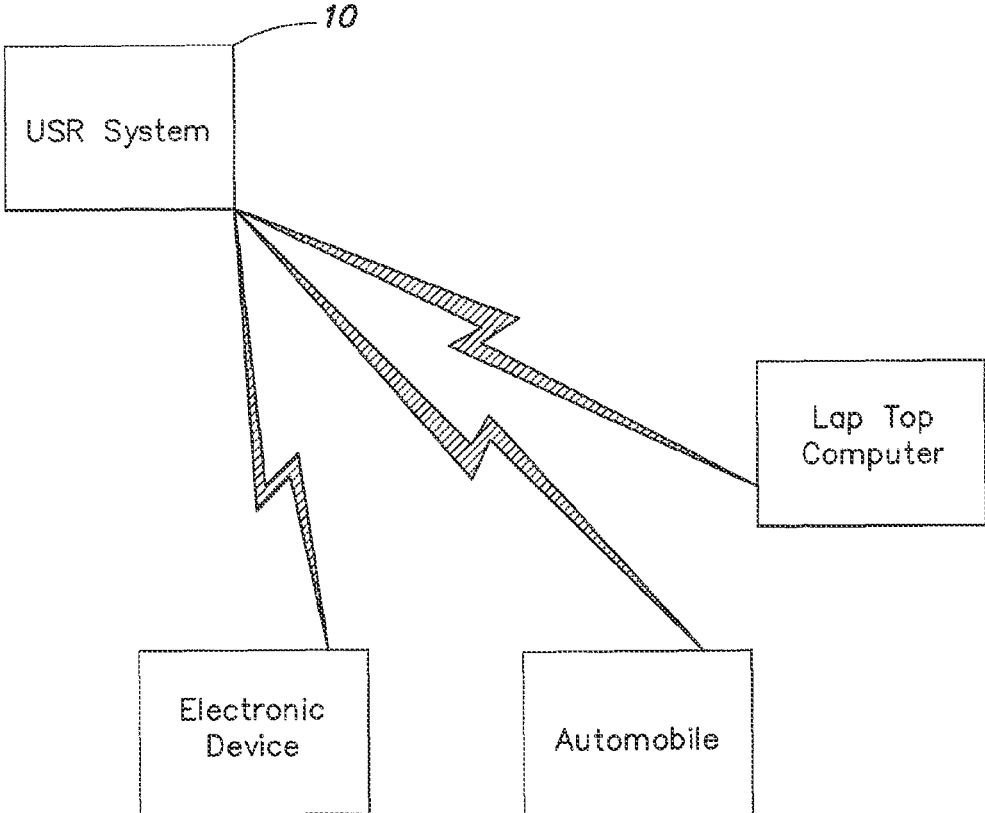 10
USR System
Lap Top
Computer
Electronic
Device
Automobile